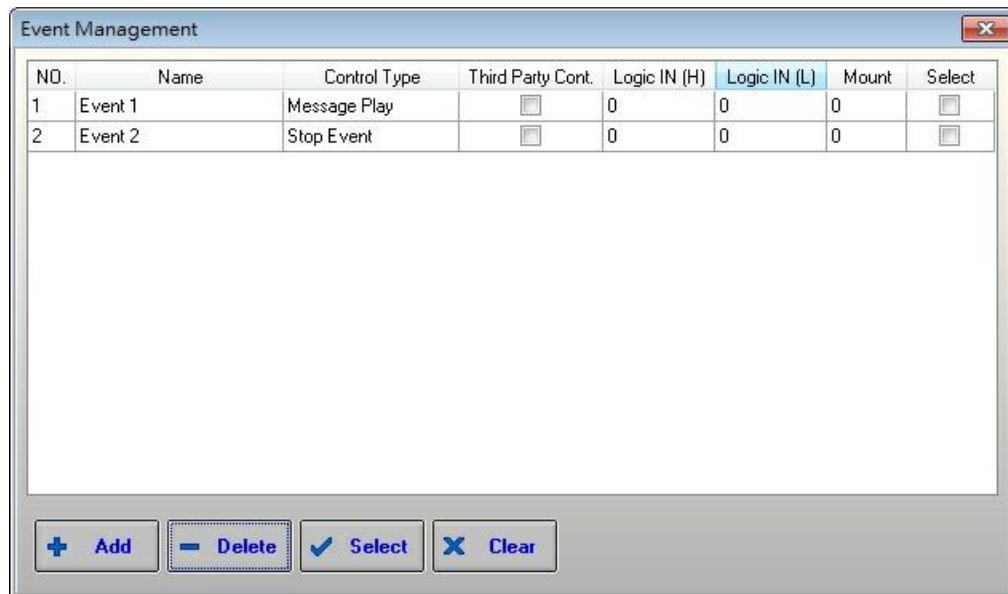 Event Management
NO. Name Control Type Third Party Cont. Logic IN (H) Logic IN (L) Mount Select
1 Event 1 Message Play 0 0 0
2 Event 2 Stop Event 0 0 0
Add Delete Select Clear